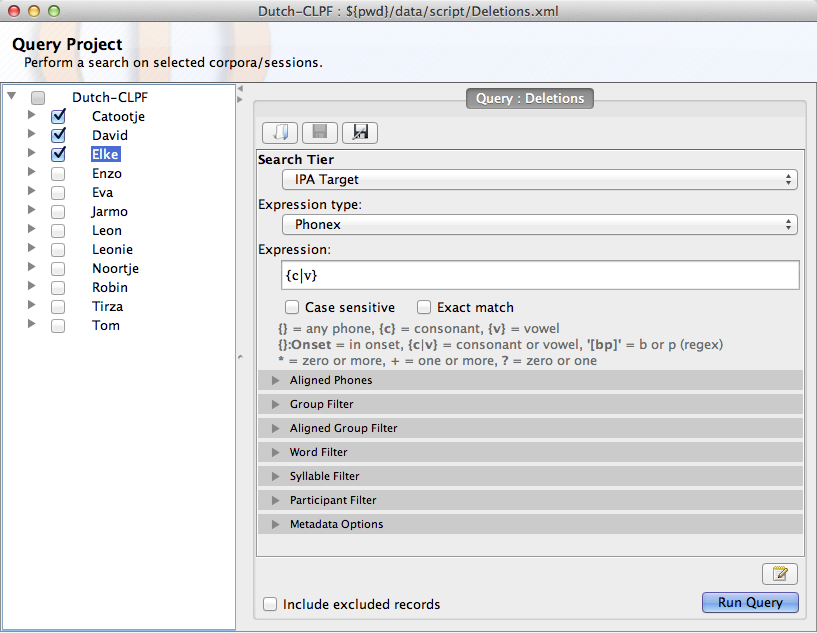 Dutch-CLPF : ${pwd}/data/script/Deletions.xml
Query Project
Perform a search on selected corpora/sessions.
Dutch-CLPF
Catootje
David
Elke
Enzo
Eva
Jarmo
Leon
Leonie
Noortje
Robin
Tirza
Tom
Query : Deletions
Search Tier
IPA Target
Expression type:
Phonex
Expression:
{c|v}
Case sensitive
Exact match
{} = any phone, {c} = consonant, {v} = vowel
{}:Onset = in onset, {c|v} = consonant or vowel, '[bp]' = b or p (regex)
* = zero or more, + = one or more, ? = zero or one
Aligned Phones
Group Filter
Aligned Group Filter
Word Filter
Syllable Filter
Participant Filter
Metadata Options
Include excluded records
Run Query